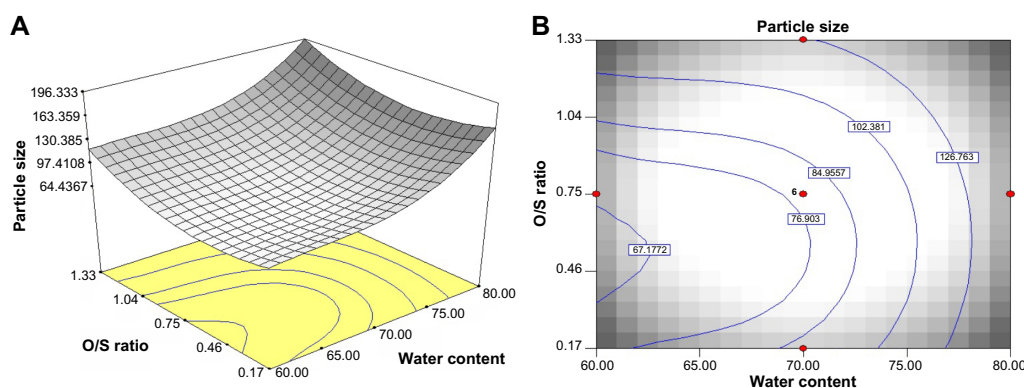 A
196.333
163.359
130.385
97.4108
64.4367
Particle size
1.33
1.04
0.75
0.46
0.17
O/S ratio
60.00
65.00
70.00
75.00
80.00
Water content
B
Particle size
1.33
1.04
0.75
0.46
0.17
O/S ratio
102.381
126.763
84.9557
6
76.903
67.1772
60.00 65.00 70.00 75.00 80.00
Water content